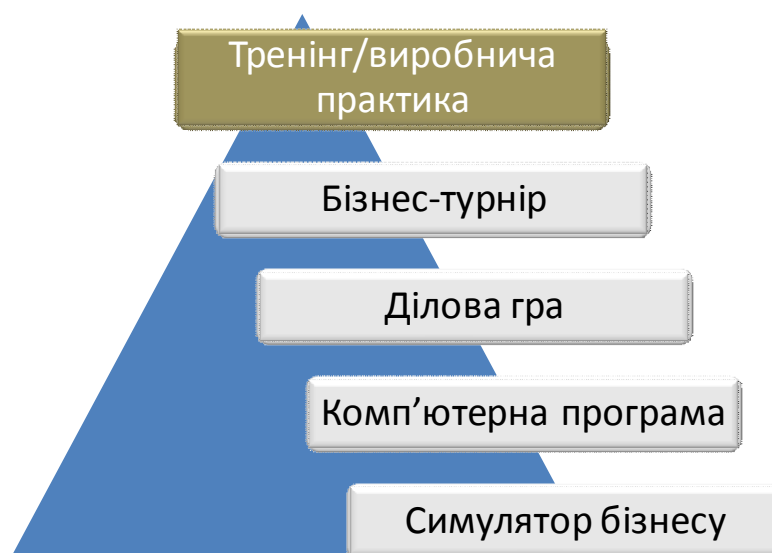 Тренінг/виробнича
практика
Бізнес-турнір
Ділова гра
Комп’ютерна програма
Симулятор бізнесу